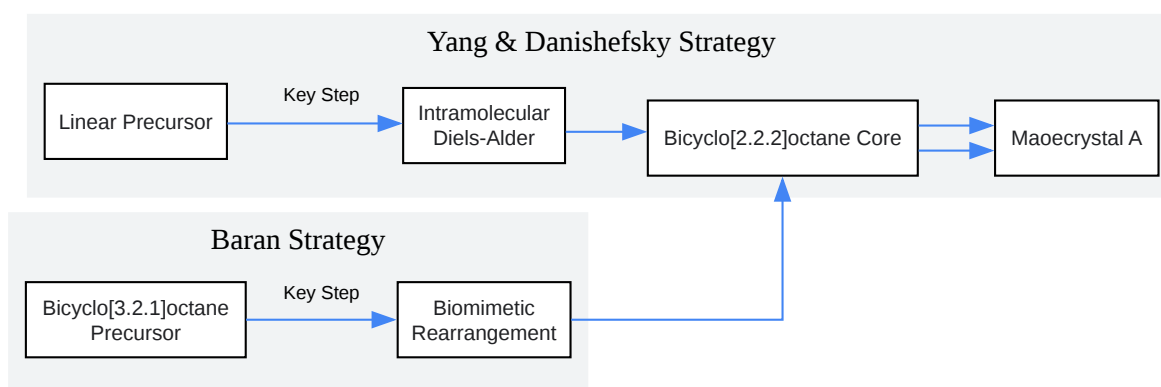 Yang & Danishefsky Strategy
Linear Precursor
Key Step
Intramolecular
Diels-Alder
Bicyclo[2.2.2]octane Core
Maoecrystal A
Baran Strategy
Bicyclo[3.2.1]octane
Precursor
Key Step
Biomimetic
Rearrangement